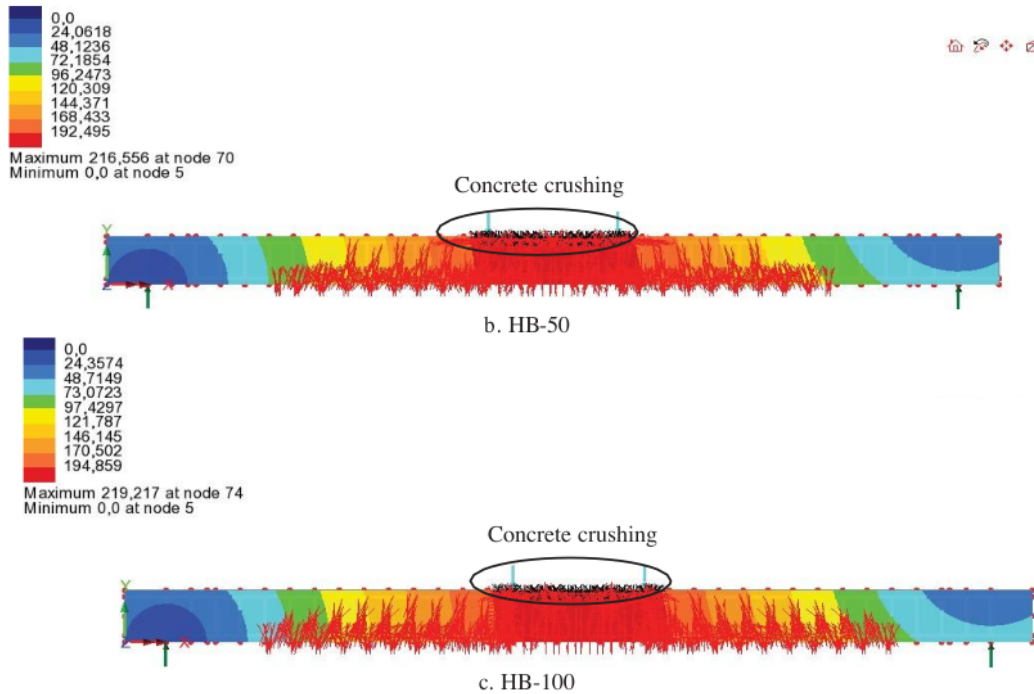 0,0
24,0618
48,1236
72,1854
96,2473
120,309
144,371
168,433
192,495
Maximum 216,556 at node 70
Minimum 0,0 at node 5
Concrete crushing
Y
Z
X
b. HB-50
0,0
24,3574
48,7149
73,0723
97,4297
121,787
146,145
170,502
194,859
Maximum 219,217 at node 74
Minimum 0,0 at node 5
Concrete crushing
Y
Z
X
c. HB-100